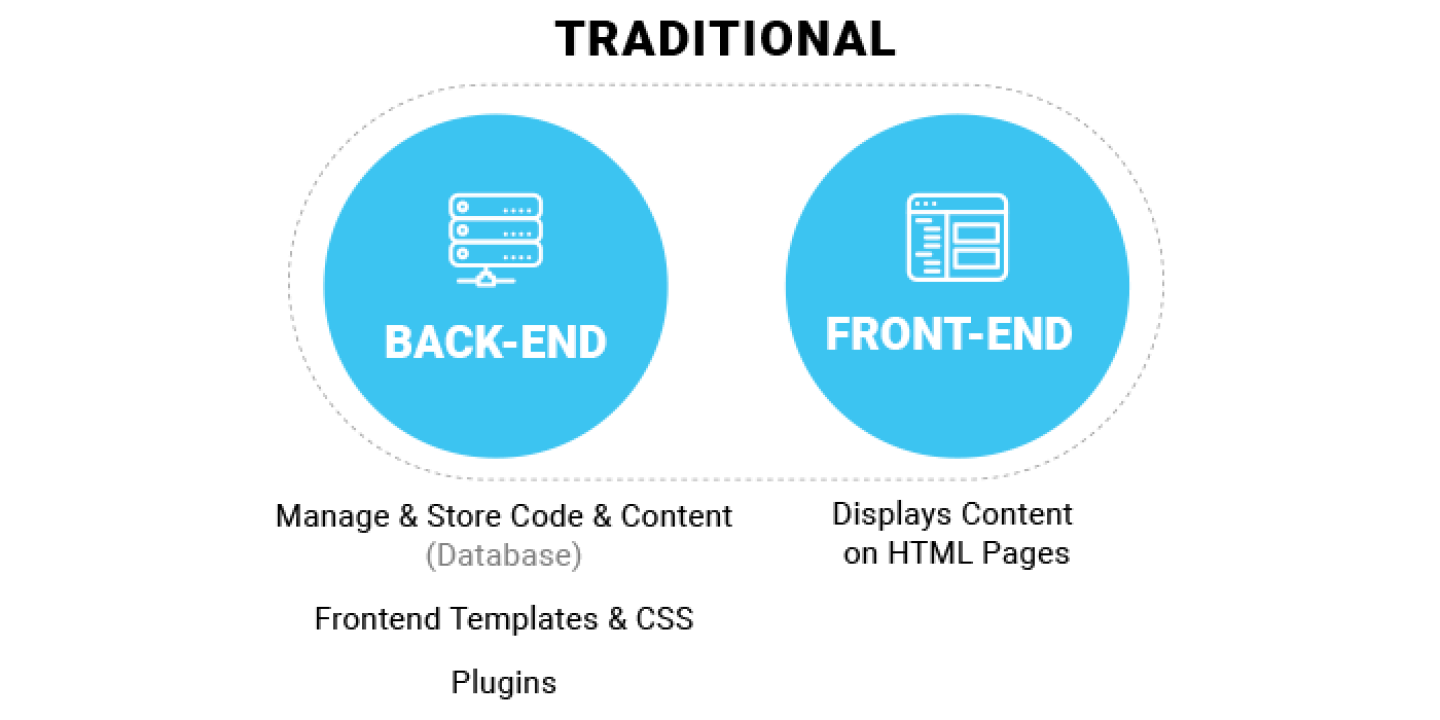 TRADITIONAL
BACK-END
FRONT-END
Manage & Store Code & Content
(Database)
Frontend Templates & CSS
Plugins
Displays Content
on HTML Pages